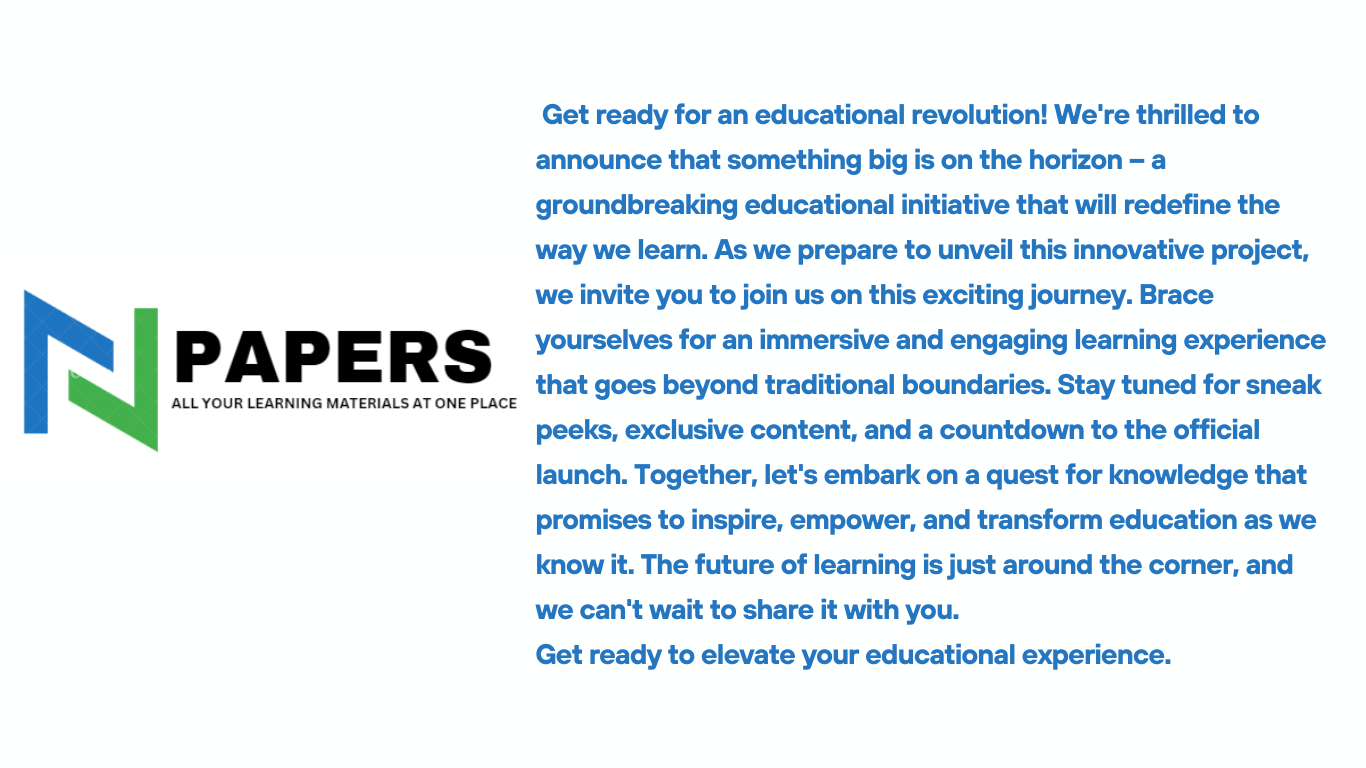 N PAPERS
ALL YOUR LEARNING MATERIALS AT ONE PLACE
Get ready for an educational revolution! We're thrilled to
announce that something big is on the horizon – a
groundbreaking educational initiative that will redefine the
way we learn. As we prepare to unveil this innovative project,
we invite you to join us on this exciting journey. Brace
yourselves for an immersive and engaging learning experience
that goes beyond traditional boundaries. Stay tuned for sneak
peeks, exclusive content, and a countdown to the official
launch. Together, let's embark on a quest for knowledge that
promises to inspire, empower, and transform education as we
know it. The future of learning is just around the corner, and
we can't wait to share it with you.
Get ready to elevate your educational experience.